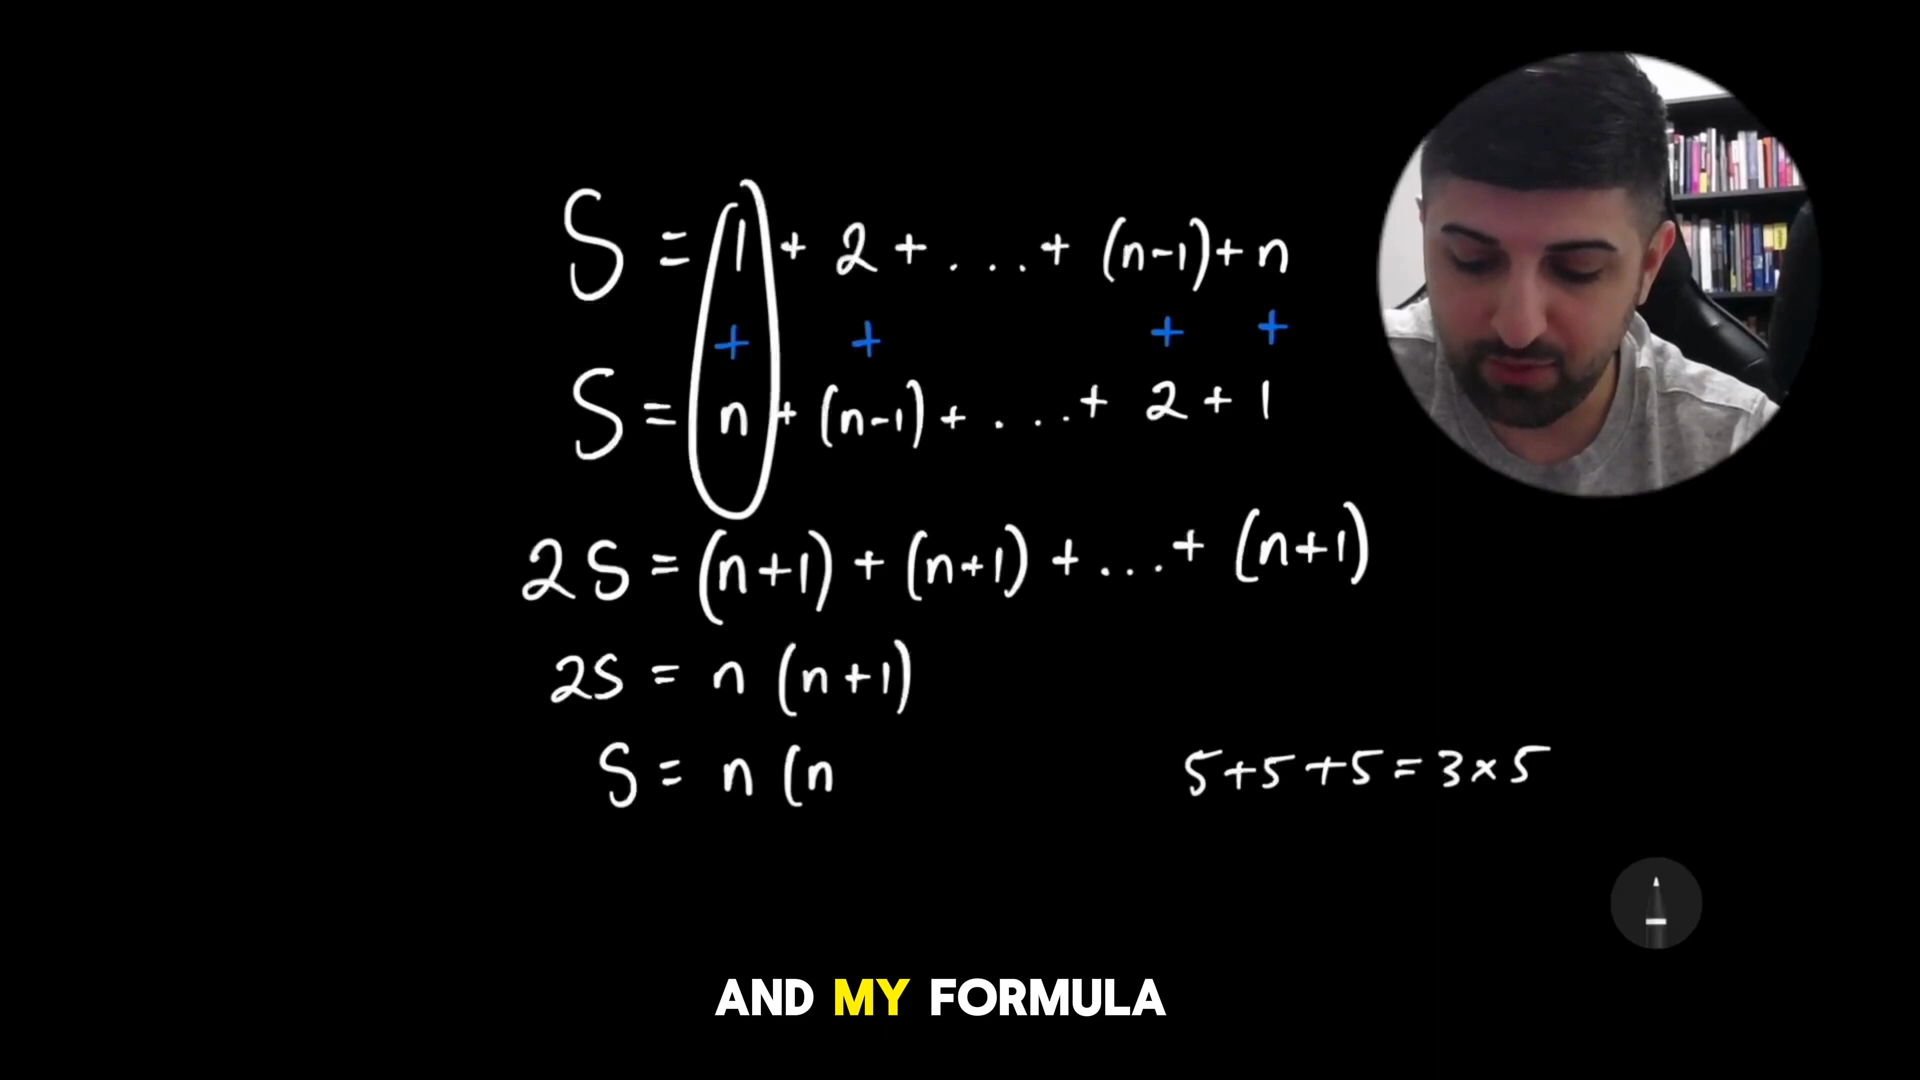 S = 1 + 2 + ... + (n-1) + n
+ + + +
S = n + (n-1) + ... + 2 + 1
2S = (n+1) + (n+1) + ... + (n+1)
2S = n (n+1)
S = n (n
5+5+5=3×5
AND MY FORMULA